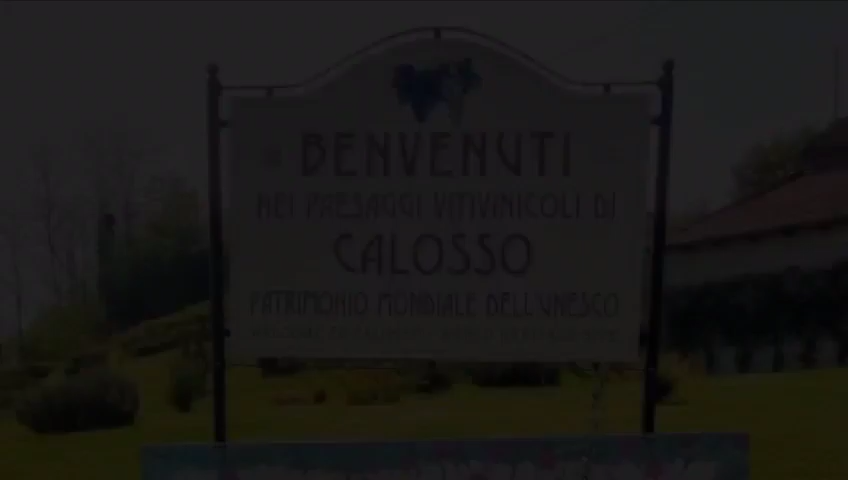 BENVENUTI
NEI PAESAGGI VITIVINICOLI DI
CALOSSO
PATRIMONIO MONDIALE DELL'UNESCO